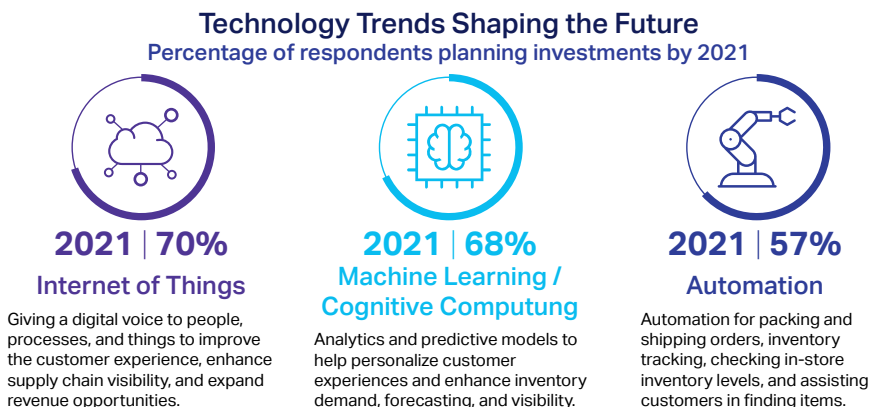 Technology Trends Shaping the Future
Percentage of respondents planning investments by 2021
2021 | 70%
Internet of Things
Giving a digital voice to people,
processes, and things to improve
the customer experience, enhance
supply chain visibility, and expand
revenue opportunities.
2021 | 68%
Machine Learning /
Cognitive Computung
Analytics and predictive models to
help personalize customer
experiences and enhance inventory
demand, forecasting, and visibility.
2021 | 57%
Automation
Automation for packing and
shipping orders, inventory
tracking, checking in-store
inventory levels, and assisting
customers in finding items.